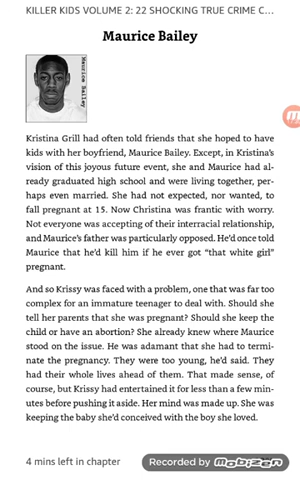 KILLER KIDS VOLUME 2: 22 SHOCKING TRUE CRIME C...
Maurice Bailey
Maurice Bailey
Kristina Grill had often told friends that she hoped to have
kids with her boyfriend, Maurice Bailey. Except, in Kristina's
vision of this joyous future event, she and Maurice had al-
ready graduated high school and were living together, per-
haps even married. She had not expected, nor wanted, to
fall pregnant at 15. Now Christina was frantic with worry.
Not everyone was accepting of their interracial relationship,
and Maurice's father was particularly opposed. He'd once told
Maurice that he'd kill him if he ever got "that white girl"
pregnant.
And so Krissy was faced with a problem, one that was far too
complex for an immature teenager to deal with. Should she
tell her parents that she was pregnant? Should she keep the
child or have an abortion? She already knew where Maurice
stood on the issue. He was adamant that she had to termi-
nate the pregnancy. They were too young, he'd said. They
had their whole lives ahead of them. That made sense, of
course, but Krissy had entertained it for less than a few min-
utes before pushing it aside. Her mind was made up. She was
keeping the baby she'd conceived with the boy she loved.
4 mins left in chapter
Recorded by Mobizen